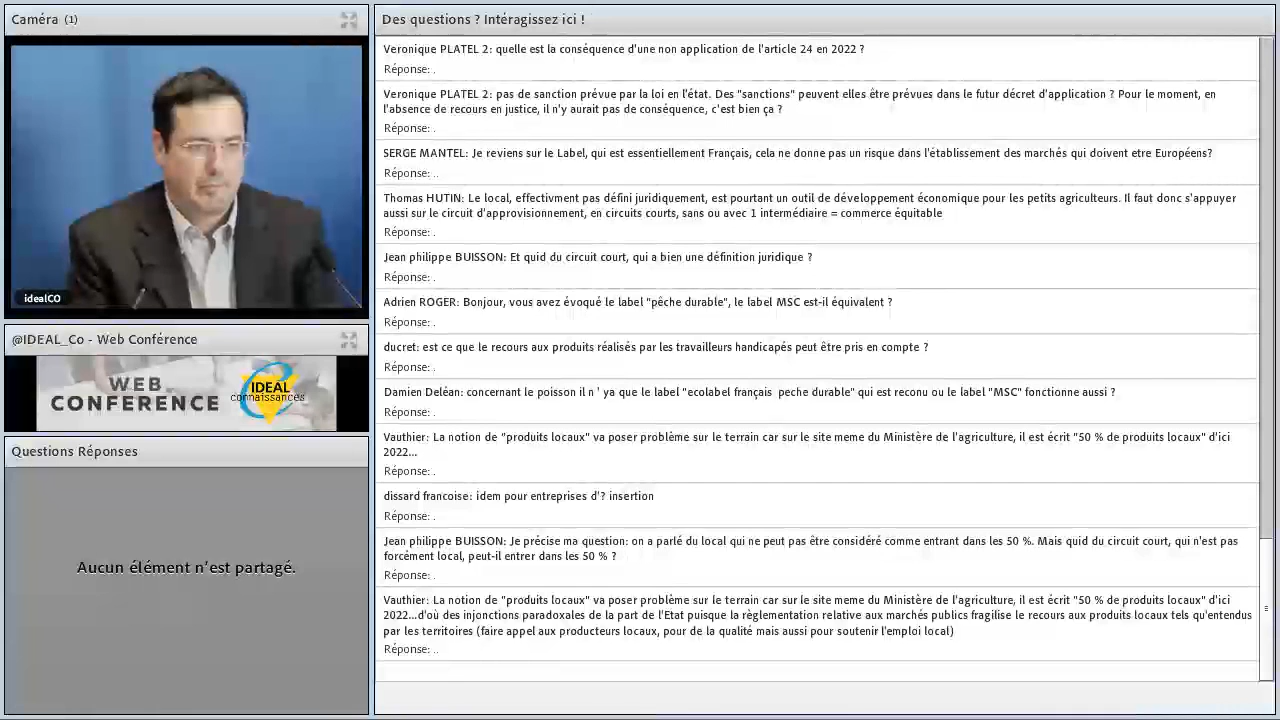 Caméra (1)
idealCO
@IDEAL_Co - Web Conférence
WEB
CONFERENCE
IDEAL
connaissances
Questions Réponses
Aucun élément n'est partagé.
Des questions ? Intéragissez ici !
Veronique PLATEL 2: quelle est la conséquence d'une non application de l'article 24 en 2022 ?
Réponse: .
Veronique PLATEL 2: pas de sanction prévue par la loi en l'état. Des "sanctions" peuvent elles être prévues dans le futur décret d'application ? Pour le moment, en
l'absence de recours en justice, il n'y aurait pas de conséquence, c'est bien ça ?
Réponse: .
SERGE MANTEL: Je reviens sur le Label, qui est essentiellement Français, cela ne donne pas un risque dans l'établissement des marchés qui doivent etre Européens?
Réponse: ..
Thomas HUTIN: Le local, effectivment pas défini juridiquement, est pourtant un outil de développement économique pour les petits agriculteurs. Il faut donc s'appuyer
aussi sur le circuit d'approvisionnement, en circuits courts, sans ou avec 1 intermédiaire = commerce équitable
Réponse: .
Jean philippe BUISSON: Et quid du circuit court, qui a bien une définition juridique ?
Réponse: .
Adrien ROGER: Bonjour, vous avez évoqué le label "pêche durable", le label MSC est-il équivalent ?
Réponse: .
ducret: est ce que le recours aux produits réalisés par les travailleurs handicapés peut être pris en compte ?
Réponse: .
Damien Deléan: concernant le poisson il n ' ya que le label "ecolabel français  peche durable" qui est reconu ou le label "MSC" fonctionne aussi ?
Réponse: .
Vauthier: La notion de "produits locaux" va poser problème sur le terrain car sur le site meme du Ministère de l'agriculture, il est écrit "50 % de produits locaux" d'ici
2022...
Réponse: .
dissard francoise: idem pour entreprises d'? insertion
Réponse: .
Jean philippe BUISSON: Je précise ma question: on a parlé du local qui ne peut pas être considéré comme entrant dans les 50 %. Mais quid du circuit court, qui n'est pas
forcément local, peut-il entrer dans les 50 % ?
Réponse: .
Vauthier: La notion de "produits locaux" va poser problème sur le terrain car sur le site meme du Ministère de l'agriculture, il est écrit "50 % de produits locaux" d'ici
2022...d'où des injonctions paradoxales de la part de l'Etat puisque la règlementation relative aux marchés publics fragilise le recours aux produits locaux tels qu'entendus
par les territoires (faire appel aux producteurs locaux, pour de la qualité mais aussi pour soutenir l'emploi local)
Réponse: ..